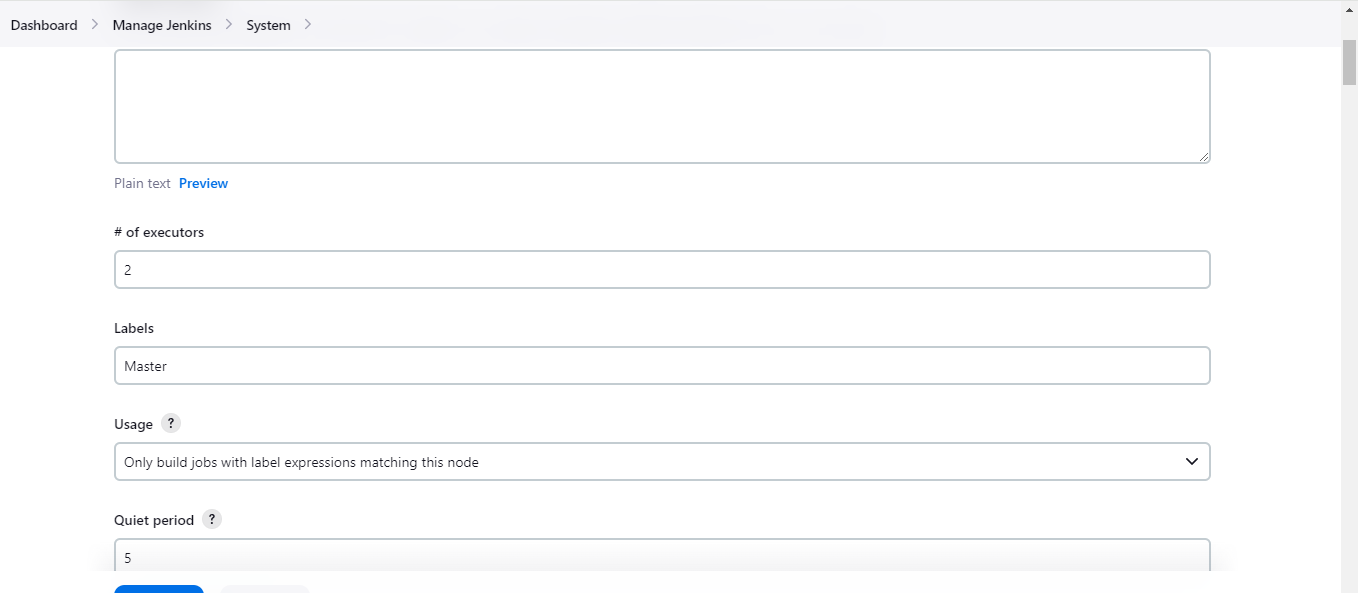 Dashboard > Manage Jenkins > System >
Plain text Preview
# of executors
2
Labels
Master
Usage ?
Only build jobs with label expressions matching this node
Quiet period ?
5